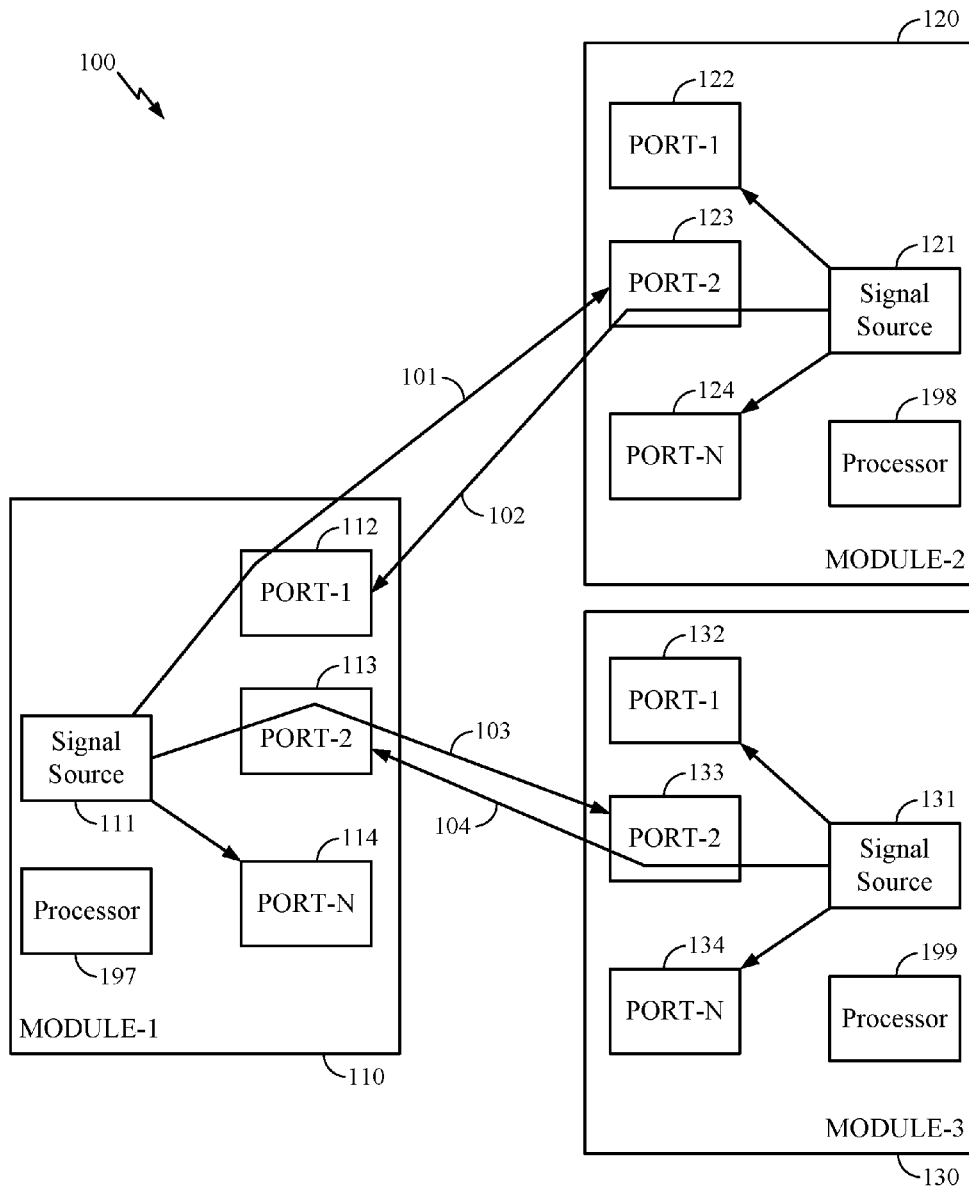 100
120
122
PORT-1
123
PORT-2
121
Signal
Source
101
124
PORT-N
198
Processor
102
MODULE-2
112
PORT-1
113
PORT-2
Signal
Source
111
103
104
114
PORT-N
Processor
197
MODULE-1
110
132
PORT-1
133
PORT-2
131
Signal
Source
134
PORT-N
199
Processor
MODULE-3
130